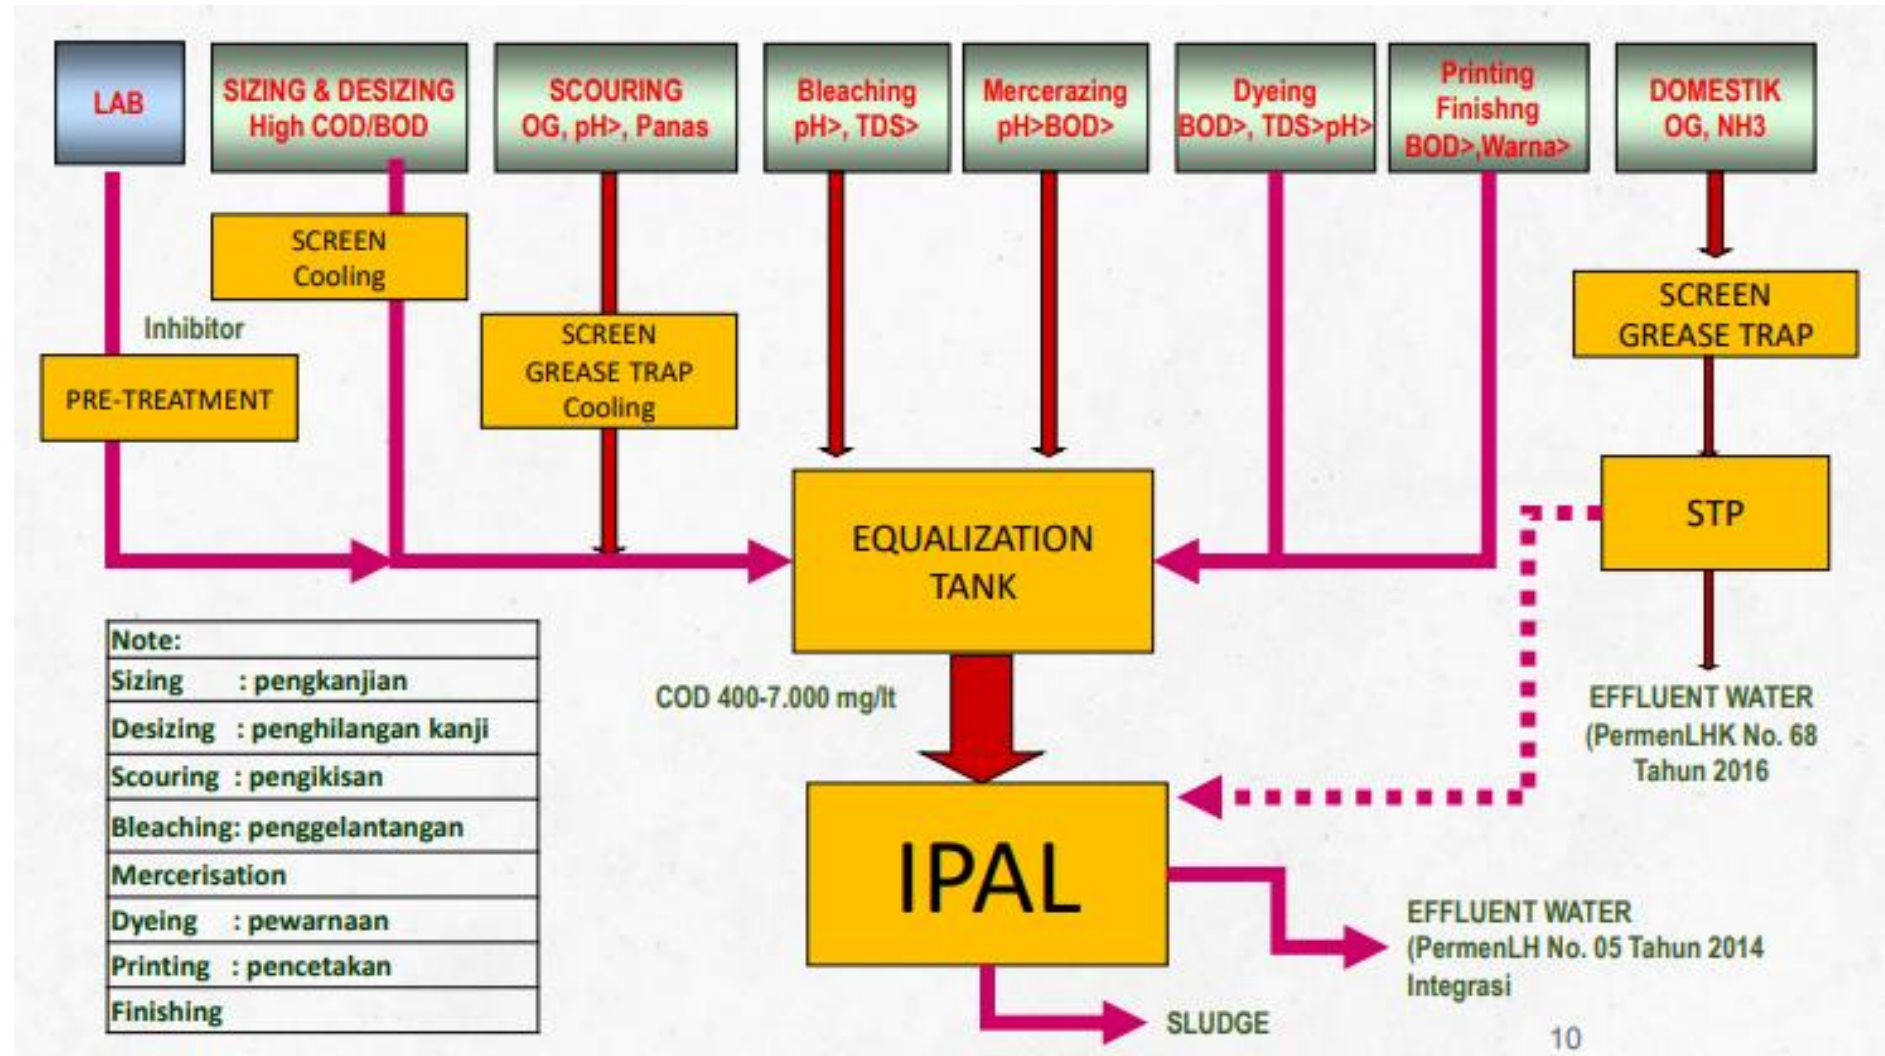 LAB
SIZING & DESIZING
High COD/BOD
SCOURING
OG, pH>, Panas
Bleaching
pH>, TDS>
Mercerazing
pH>BOD>
Dyeing
BOD>, TDS>pH>
Printing
Finishng
BOD>,Warna>
DOMESTIK
OG, NH3
SCREEN
Cooling
Inhibitor
PRE-TREATMENT
SCREEN
GREASE TRAP
Cooling
SCREEN
GREASE TRAP
STP
EQUALIZATION
TANK
COD 400-7.000 mg/lt
EFFLUENT WATER
(PermenLHK No. 68
Tahun 2016
IPAL
EFFLUENT WATER
(PermenLH No. 05 Tahun 2014
Integrasi
SLUDGE
Note:
Sizing : pengkanjian
Desizing : penghilangan kanji
Scouring : pengikisan
Bleaching: penggelantangan
Mercerisation
Dyeing : pewarnaan
Printing : pencetakan
Finishing
10